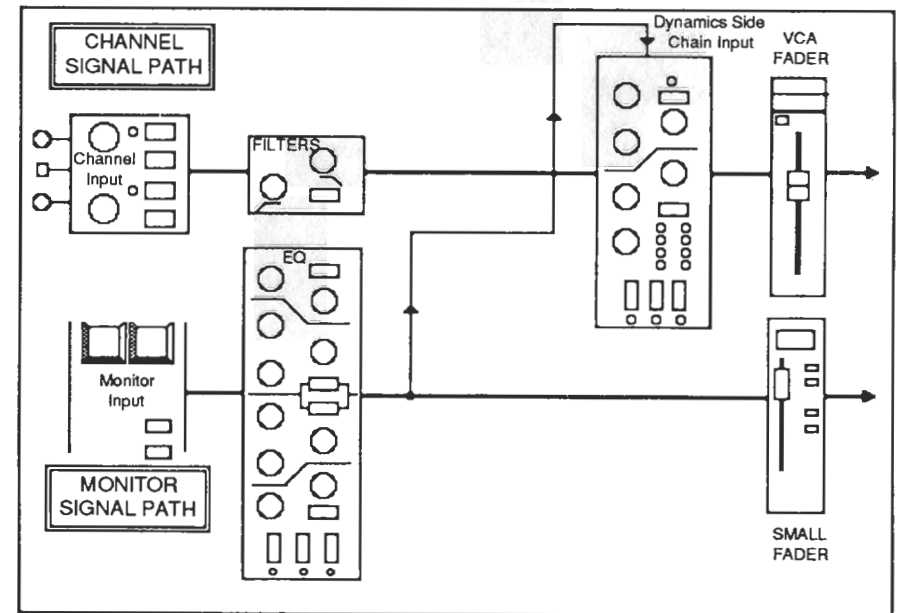 CHANNEL
SIGNAL PATH
Dynamics Side
Chain Input
VCA
FADER
Channel
Input
FILTERS
EQ
Monitor
Input
MONITOR
SIGNAL PATH
SMALL
FADER